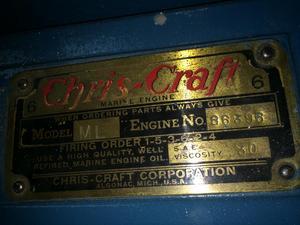 Chris-Craft
6 MARINE ENGINE 6
WHEN ORDERING PARTS ALWAYS GIVE
MODEL ML ENGINE No. 86396
FIRING ORDER 1-5-3-6-2-4
USE A HIGH QUALITY, WELL S-A-E
REFINED, MARINE ENGINE OIL. VISCOSITY 30
CHRIS-CRAFT CORPORATION
ALGONAC, MICH., U.S.A.